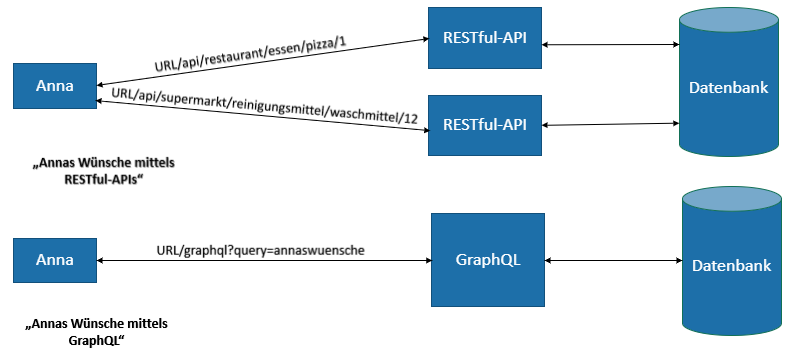 URL/api/restaurant/essen/pizza/1
RESTful-API
Anna
Datenbank
URL/api/supermarkt/reinigungsmittel/waschmittel/12
RESTful-API
„Annas Wünsche mittels
RESTful-APIs“
Anna
URL/graphql?query=annaswuensche
GraphQL
Datenbank
„Annas Wünsche mittels
GraphQL“